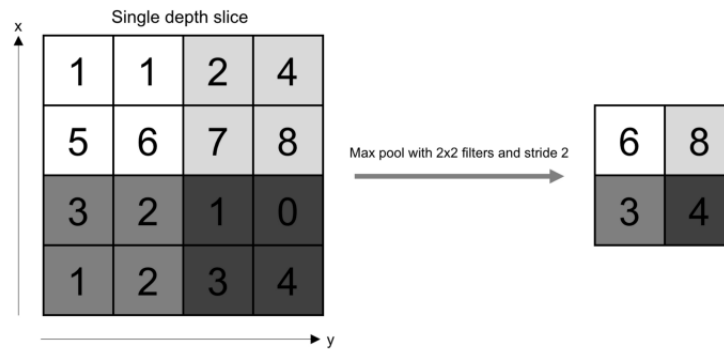 Single depth slice
x
1 1 2 4
5 6 7 8
3 2 1 0
1 2 3 4
y
Max pool with 2x2 filters and stride 2
6 8
3 4